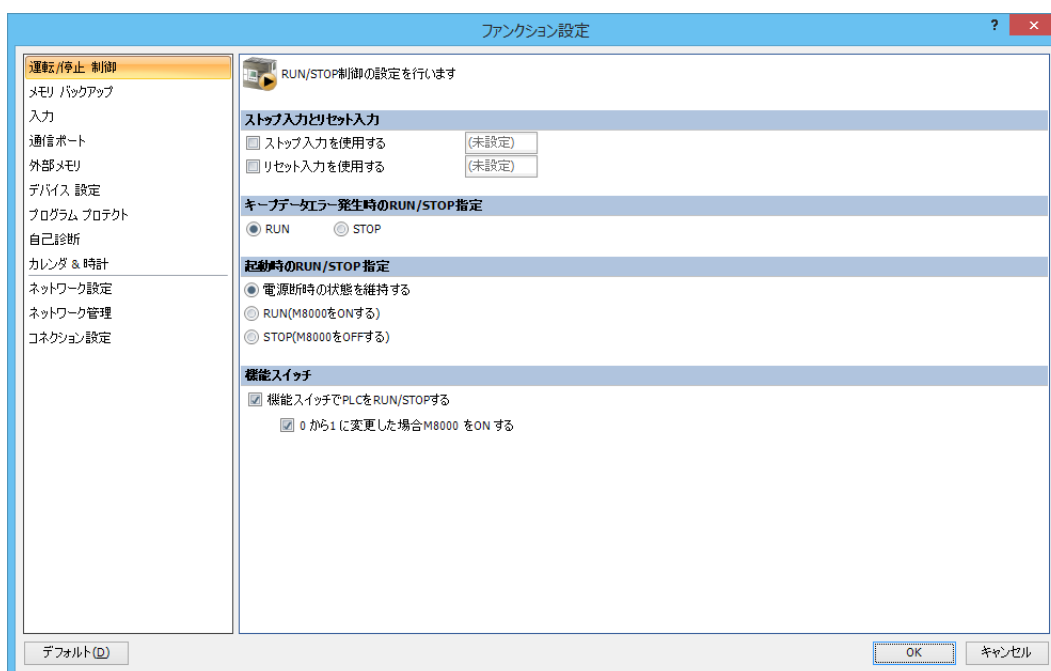 ファンクション設定
?
×
運転/停止 制御
メモリ バックアップ
入力
通信ポート
外部メモリ
デバイス 設定
プログラム プロテクト
自己診断
カレンダ & 時計
ネットワーク設定
ネットワーク管理
コネクション設定
RUN/STOP制御の設定を行います
ストップ入力とリセット入力
ストップ入力を使用する (未設定)
リセット入力を使用する (未設定)
キープデータエラー発生時のRUN/STOP指定
RUN STOP
起動時のRUN/STOP指定
電源断時の状態を維持する
RUN(M8000をONする)
STOP(M8000をOFFする)
機能スイッチ
機能スイッチでPLCをRUN/STOPする
0 から1 に変更した場合M8000 をON する
デフォルト(D)
OK
キャンセル